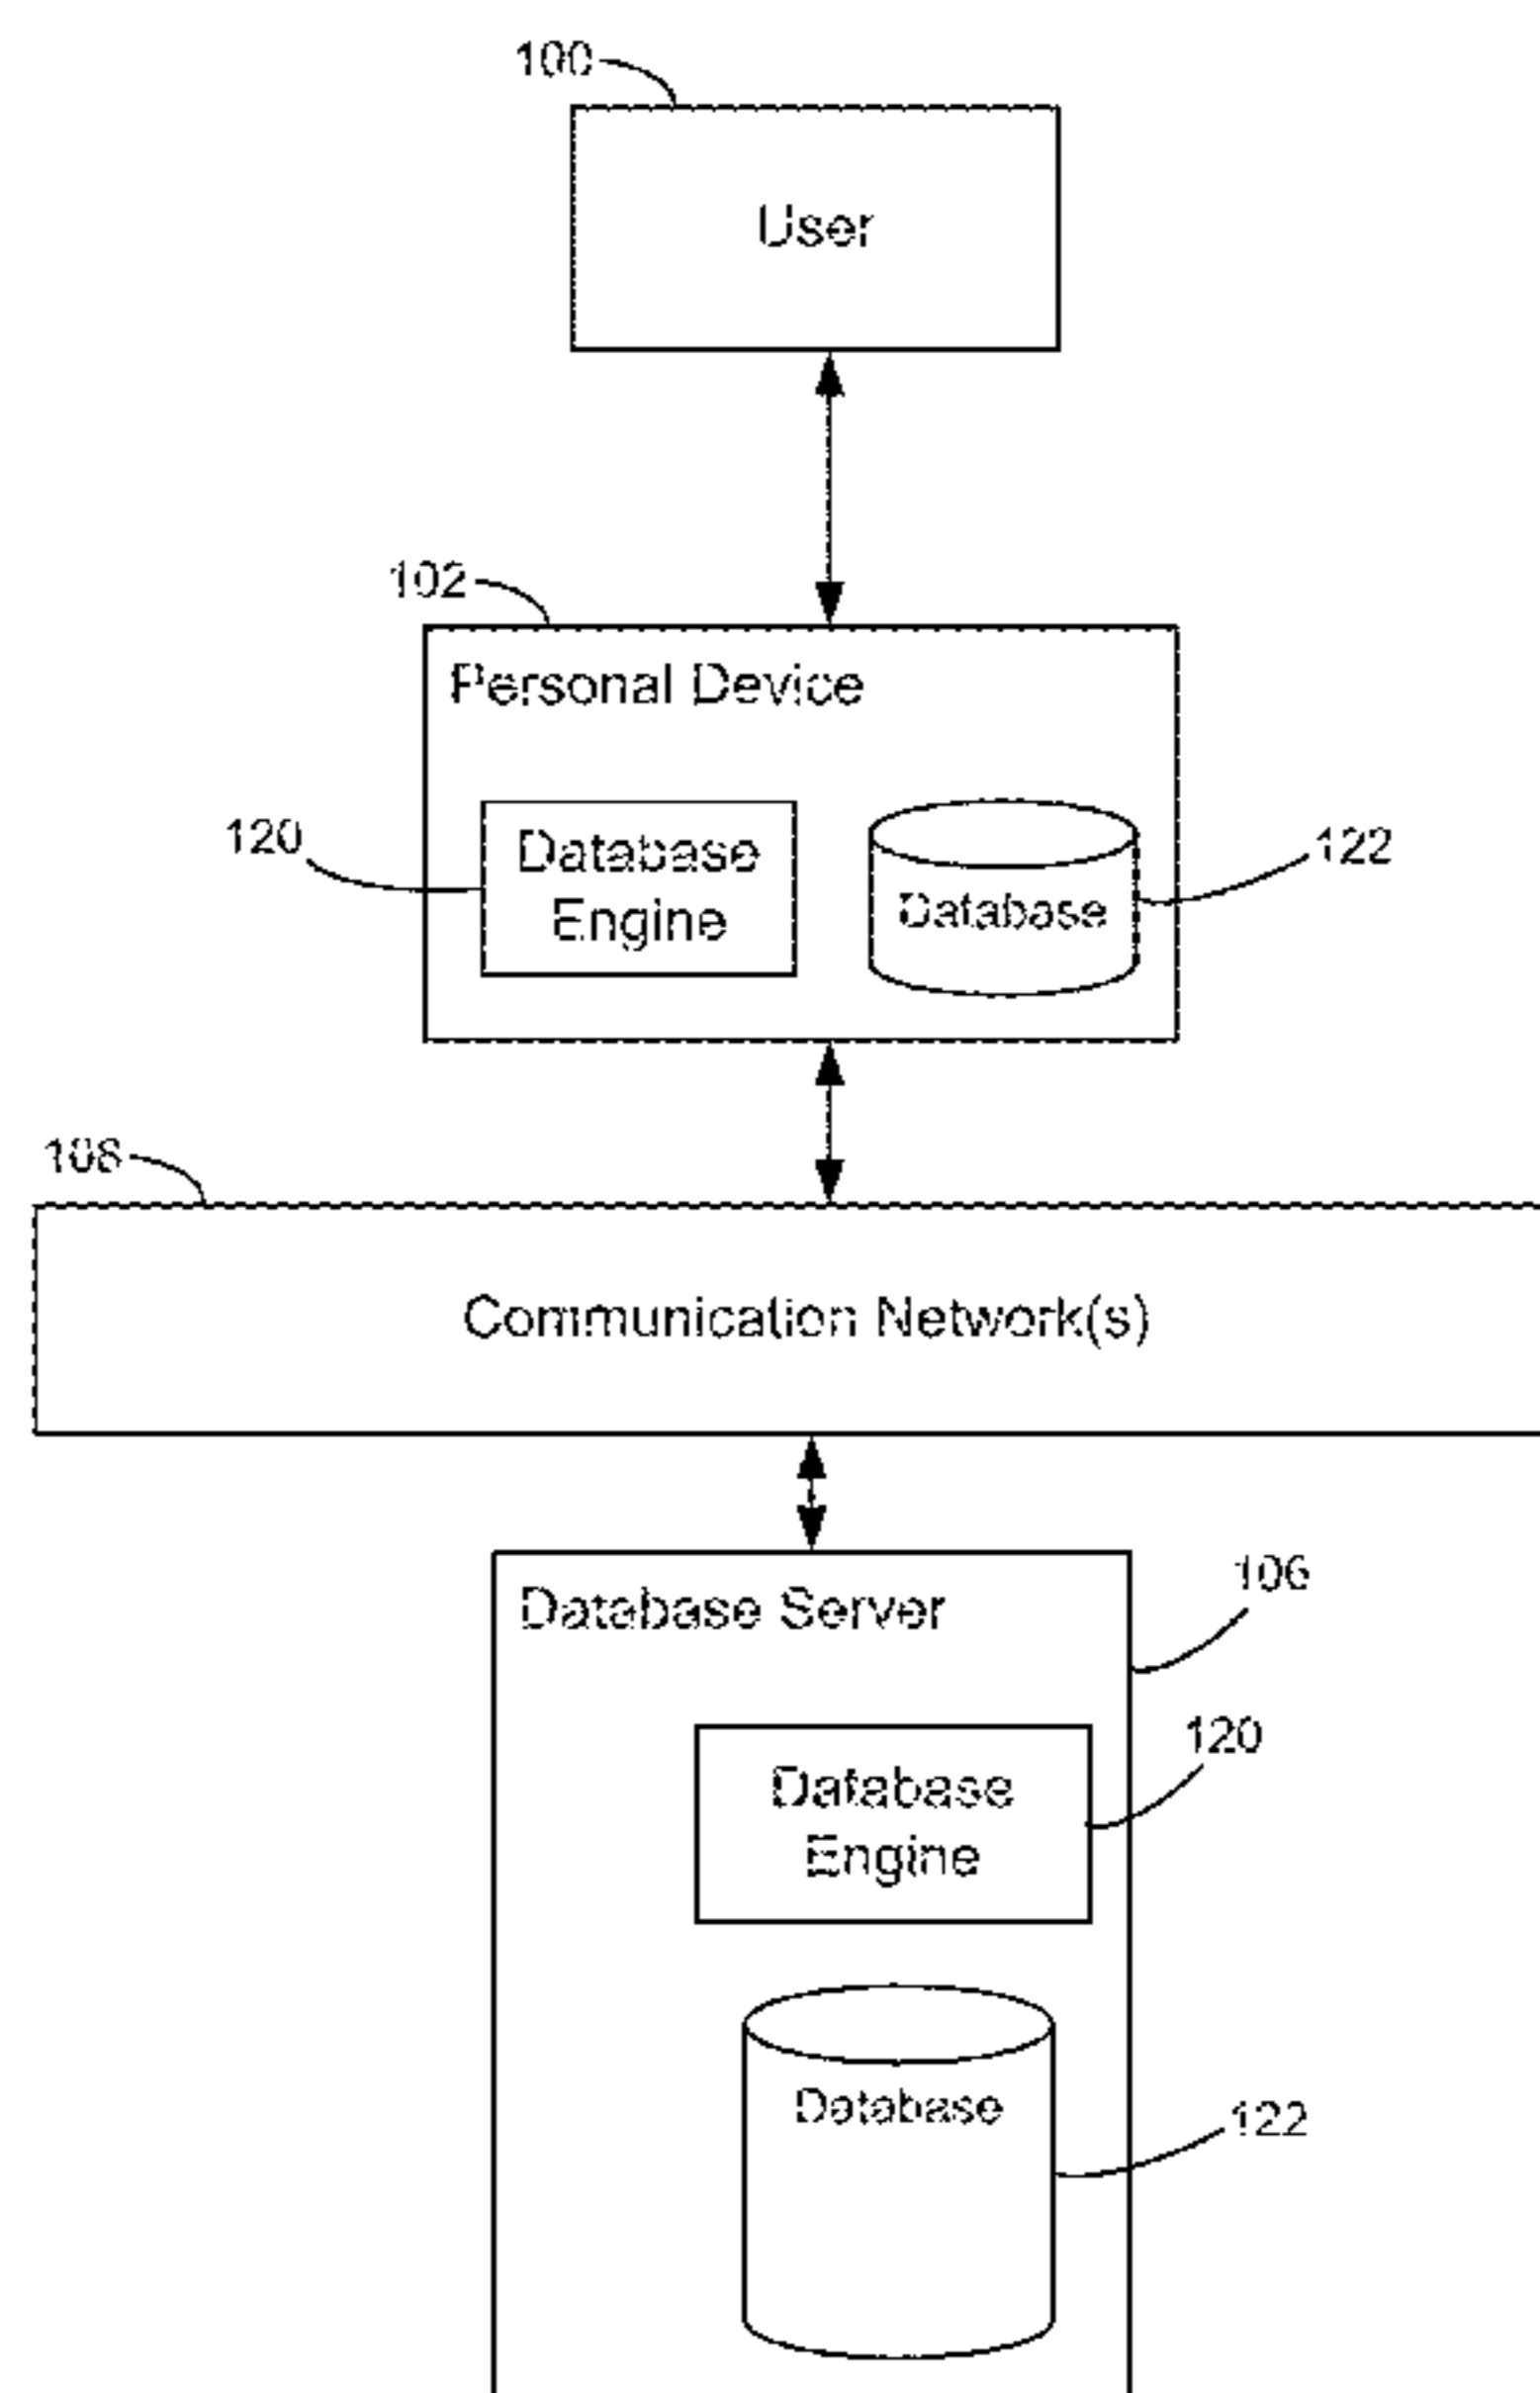 100
User
102
Personal Device
120
Database
Engine
Database
122
108
Communication Network(s)
Database Server
106
Database
Engine
120
Database
122